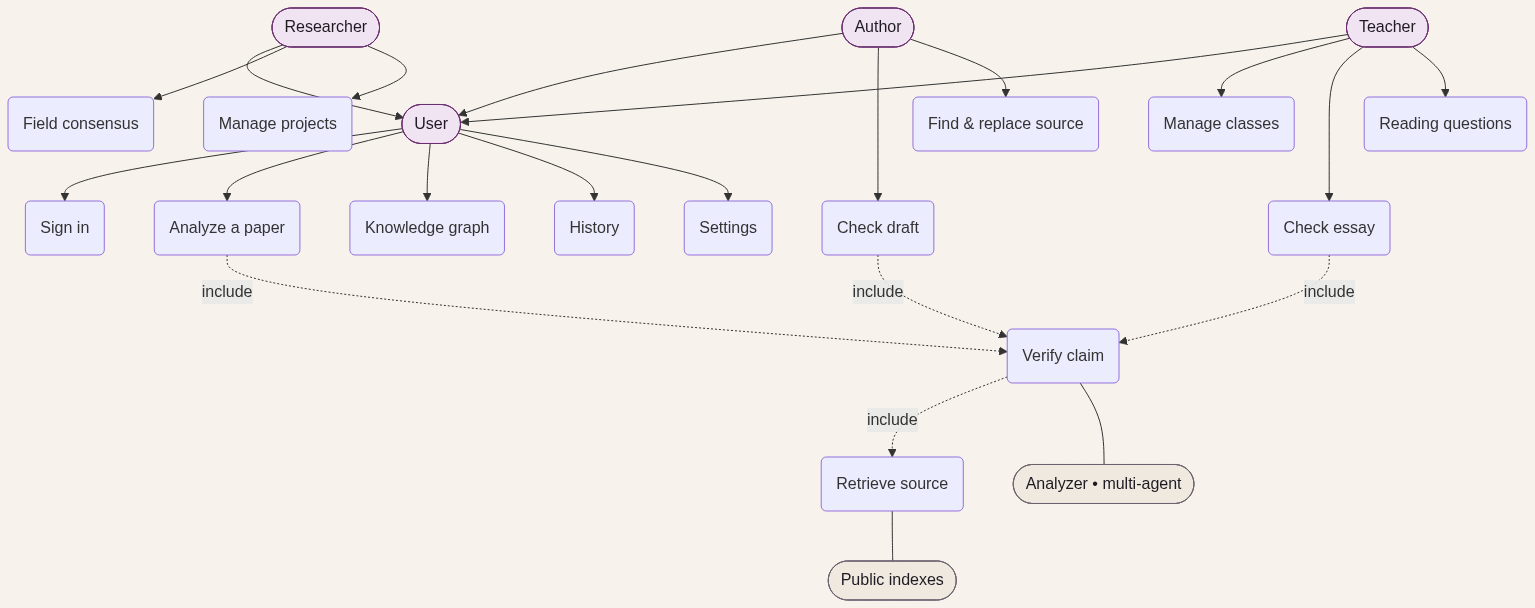 Researcher
Author
Teacher
Field consensus
Manage projects
User
Find & replace source
Manage classes
Reading questions
Sign in
Analyze a paper
Knowledge graph
History
Settings
Check draft
Check essay
include
include
include
Verify claim
include
Retrieve source
Analyzer • multi-agent
Public indexes